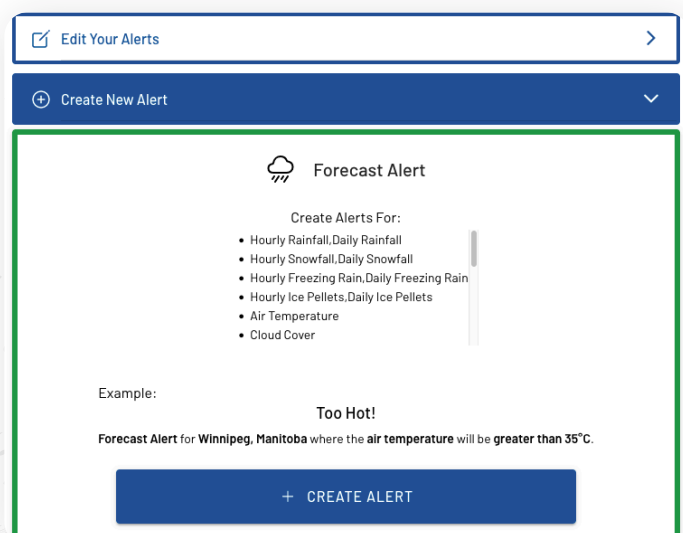 Edit Your Alerts
Create New Alert
Forecast Alert
Create Alerts For:
Hourly Rainfall,Daily Rainfall
Hourly Snowfall,Daily Snowfall
Hourly Freezing Rain,Daily Freezing Rain
Hourly Ice Pellets,Daily Ice Pellets
Air Temperature
Cloud Cover
Example:
Too Hot!
Forecast Alert for Winnipeg, Manitoba where the air temperature will be greater than 35°C.
+ CREATE ALERT